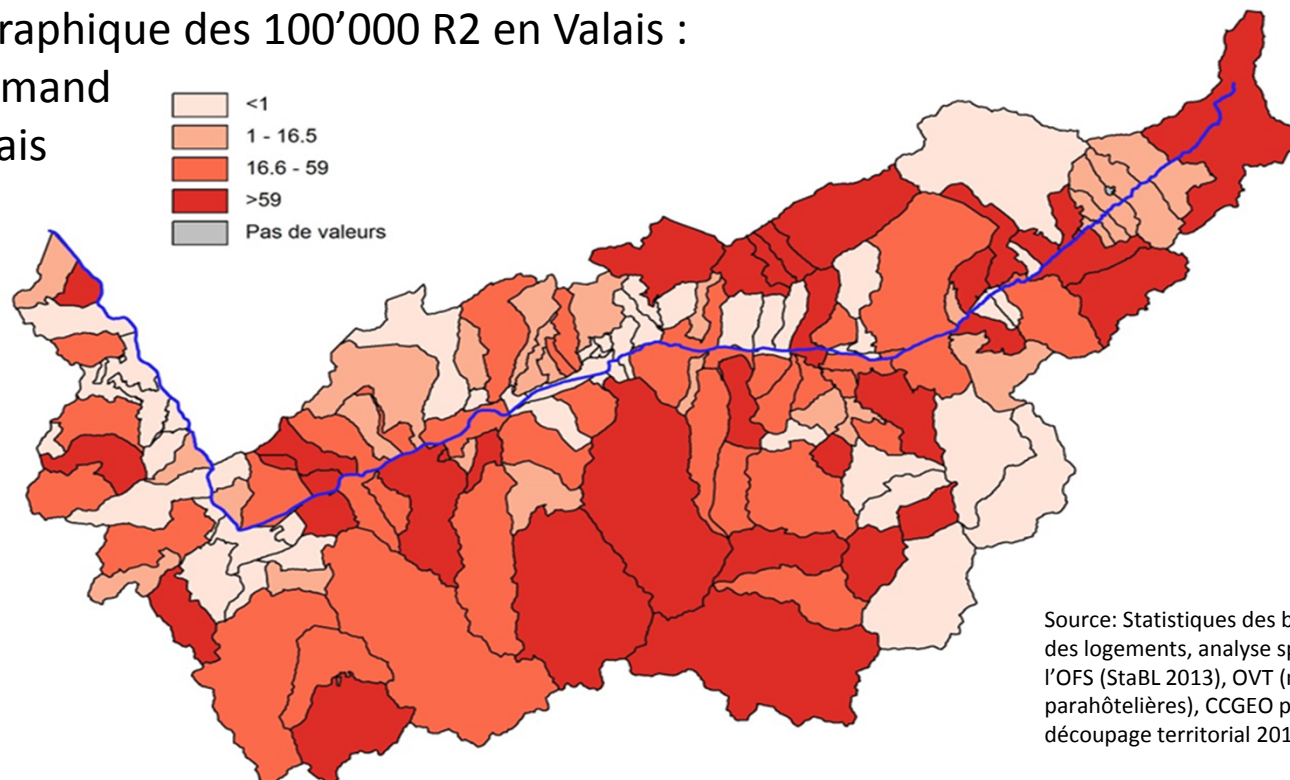 raphique des 100’000 R2 en Valais :
mand
ais
<1
1 - 16.5
16.6 - 59
>59
Pas de valeurs
Source: Statistiques des b
des logements, analyse sp
l’OFS (StaBL 2013), OVT (
parahôtelières), CCGEO p
découpage territorial 201